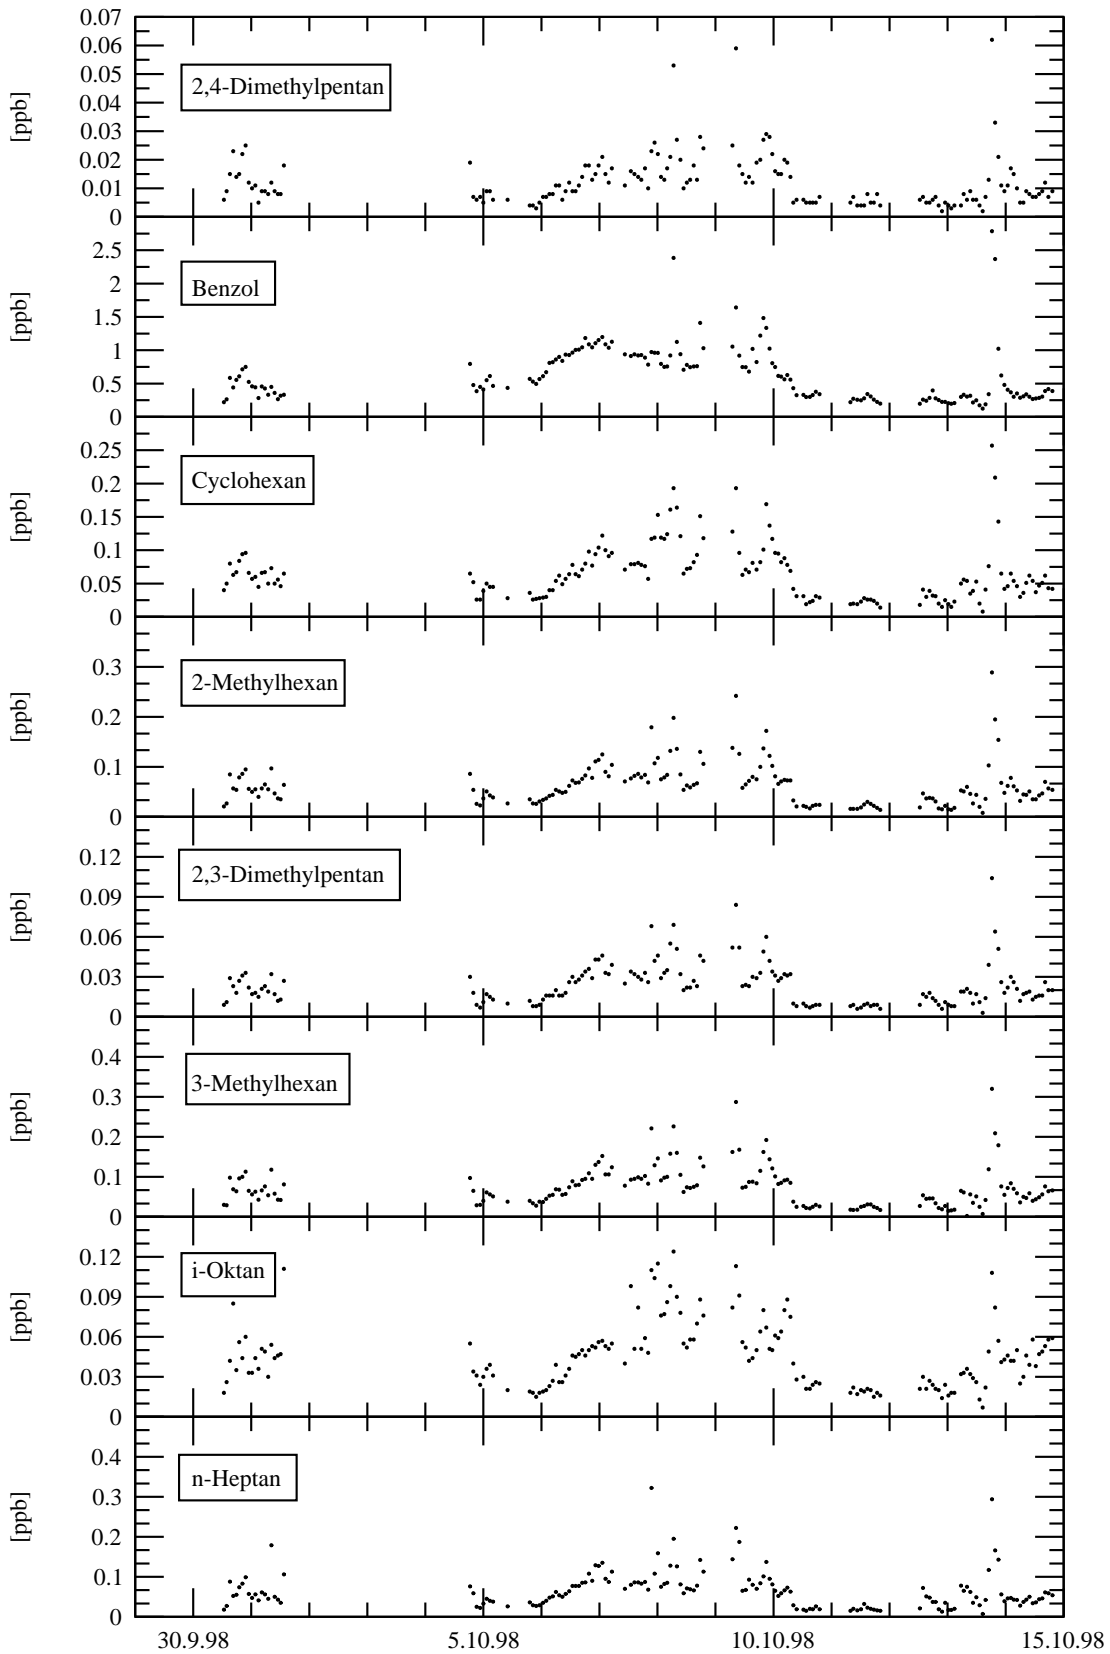 0.07
0.06
0.05
0.04
0.03
0.02
0.01
0
[ppb]
2,4-Dimethylpentan
2.5
2
1.5
1
0.5
0
[ppb]
Benzol
0.25
0.2
0.15
0.1
0.05
0
[ppb]
Cyclohexan
0.3
0.2
0.1
0
[ppb]
2-Methylhexan
0.12
0.09
0.06
0.03
0
[ppb]
2,3-Dimethylpentan
0.4
0.3
0.2
0.1
0
[ppb]
3-Methylhexan
0.12
0.09
0.06
0.03
0
[ppb]
i-Oktan
0.4
0.3
0.2
0.1
0
[ppb]
n-Heptan
30.9.98 5.10.98 10.10.98 15.10.98